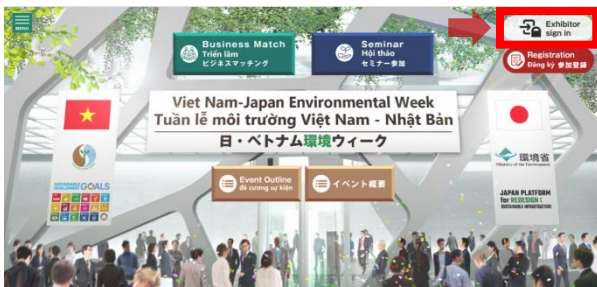 MENU
Business Match
Triển lãm
ビジネスマッチング
Seminar
Hội thảo
セミナー参加
Exhibitor
sign in
Registration
Đăng ký 参加登録
Viet Nam-Japan Environmental Week
Tuần lễ môi trường Việt Nam - Nhật Bản
日・ベトナム環境ウィーク
Event Outline
đề cương sự kiện
イベント概要
SUSTAINABLE DEVELOPMENT GOALS
環境省
Ministry of the Environment
JAPAN PLATFORM
for REDESIGN :
SUSTAINABLE INFRASTRUCTURE